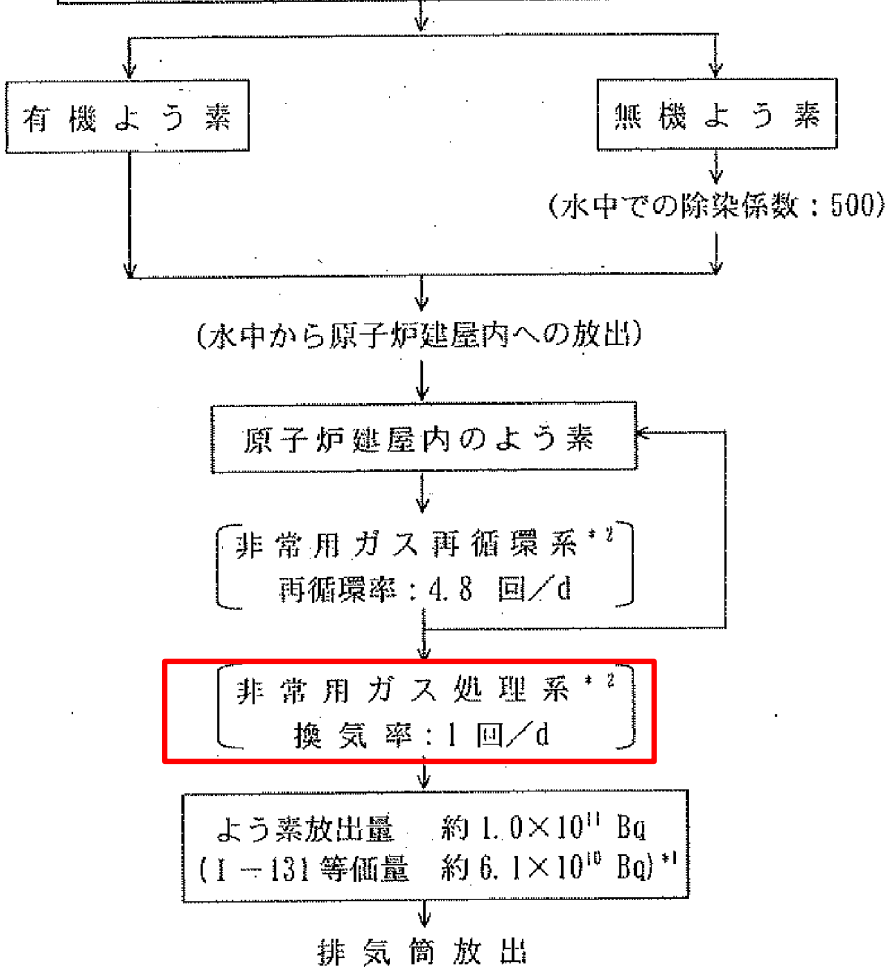 有機よう素
無機よう素
(水中での除染係数:500)
(水中から原子炉建屋内への放出)
原子炉建屋内のよう素
非常用ガス再循環系*2
再循環率:4.8 回/d
非常用ガス処理系*2
換気率:1 回/d
よう素放出量 約1.0×10¹¹ Bq
(I-131等価量 約6.1×10¹⁰ Bq)*1
排気筒放出